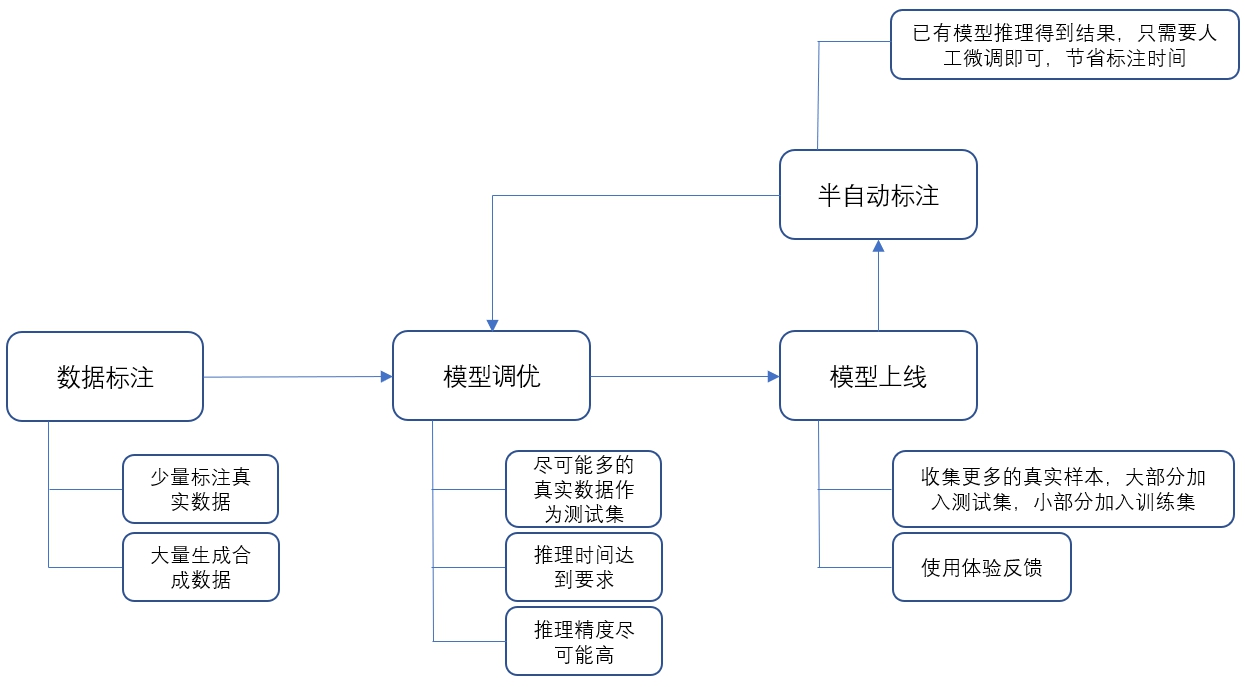 已有模型推理得到结果，只需要人
工微调即可，节省标注时间
半自动标注
数据标注
模型调优
模型上线
少量标注真
实数据
大量生成合
成数据
尽可能多的
真实数据作
为测试集
推理时间达
到要求
推理精度尽
可能高
收集更多的真实样本，大部分加
入测试集，小部分加入训练集
使用体验反馈